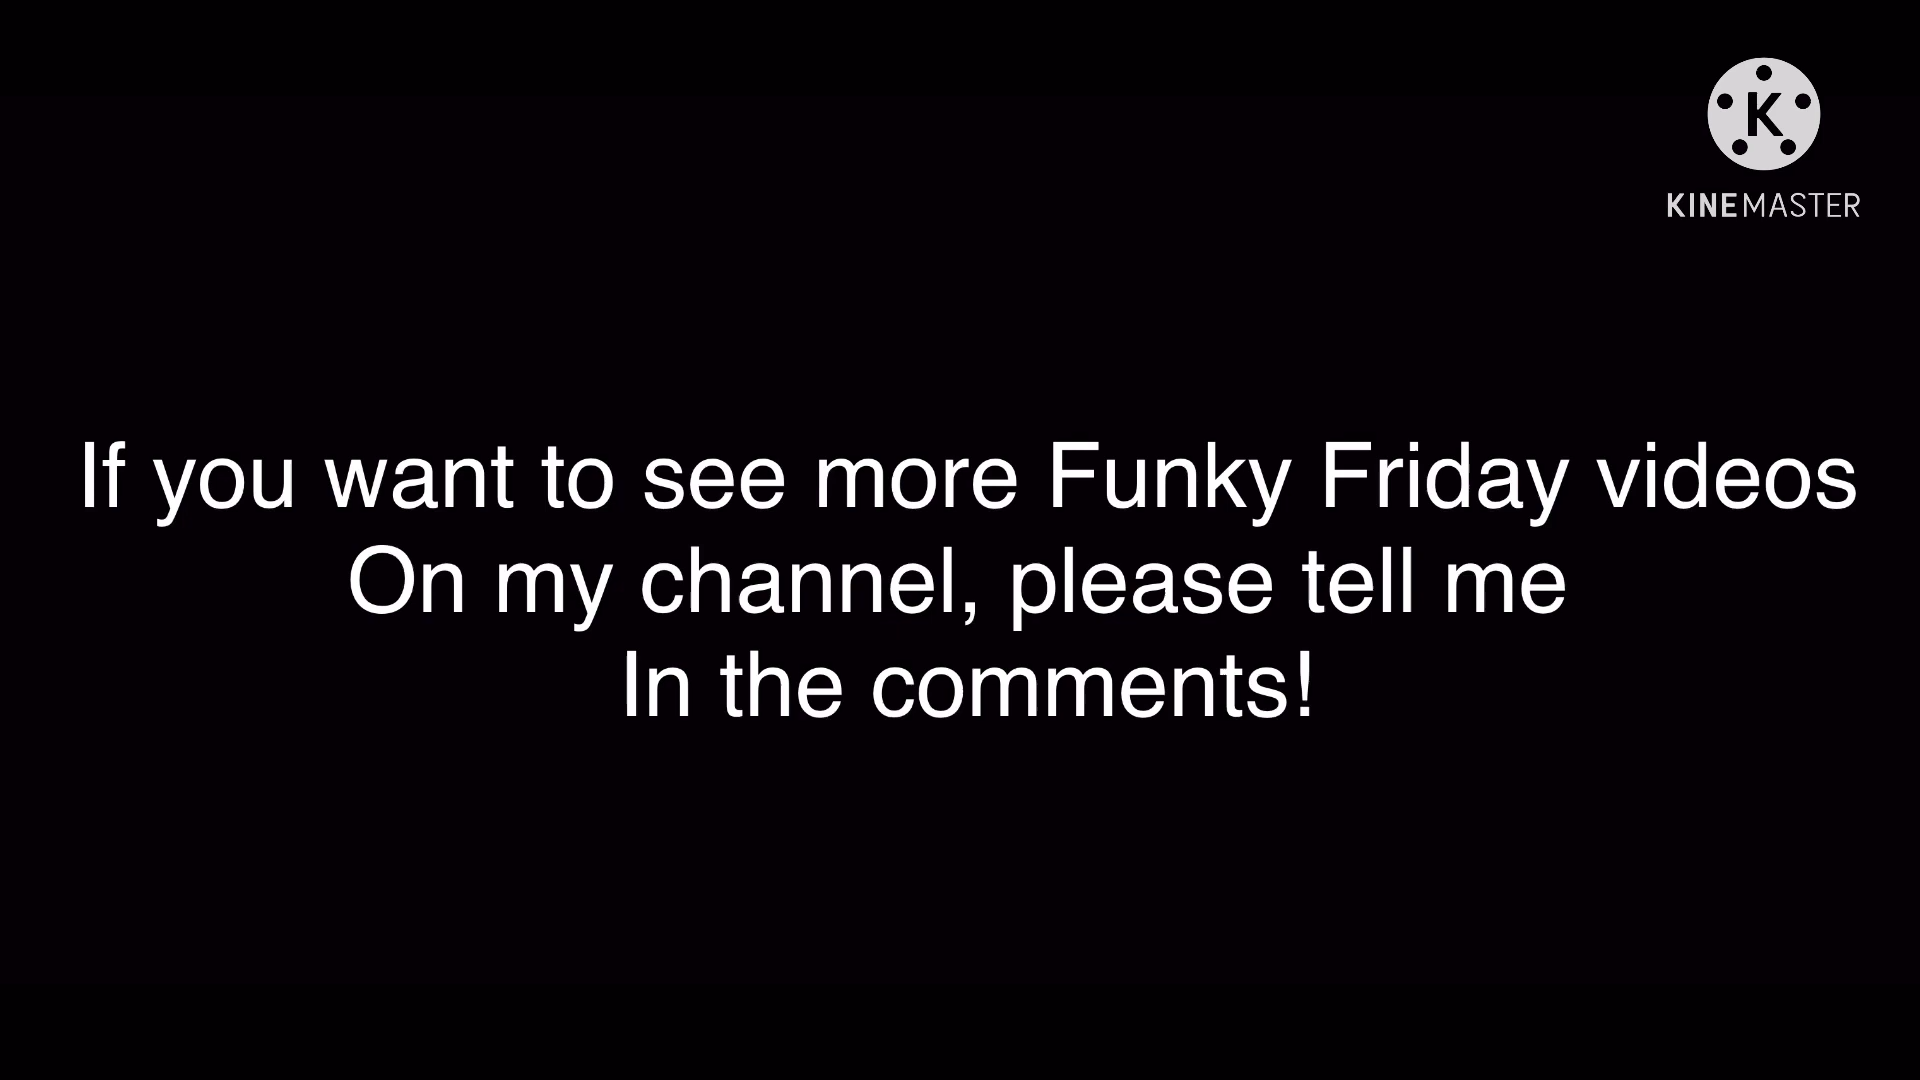 K
KINEMASTER
If you want to see more Funky Friday videos
On my channel, please tell me
In the comments!